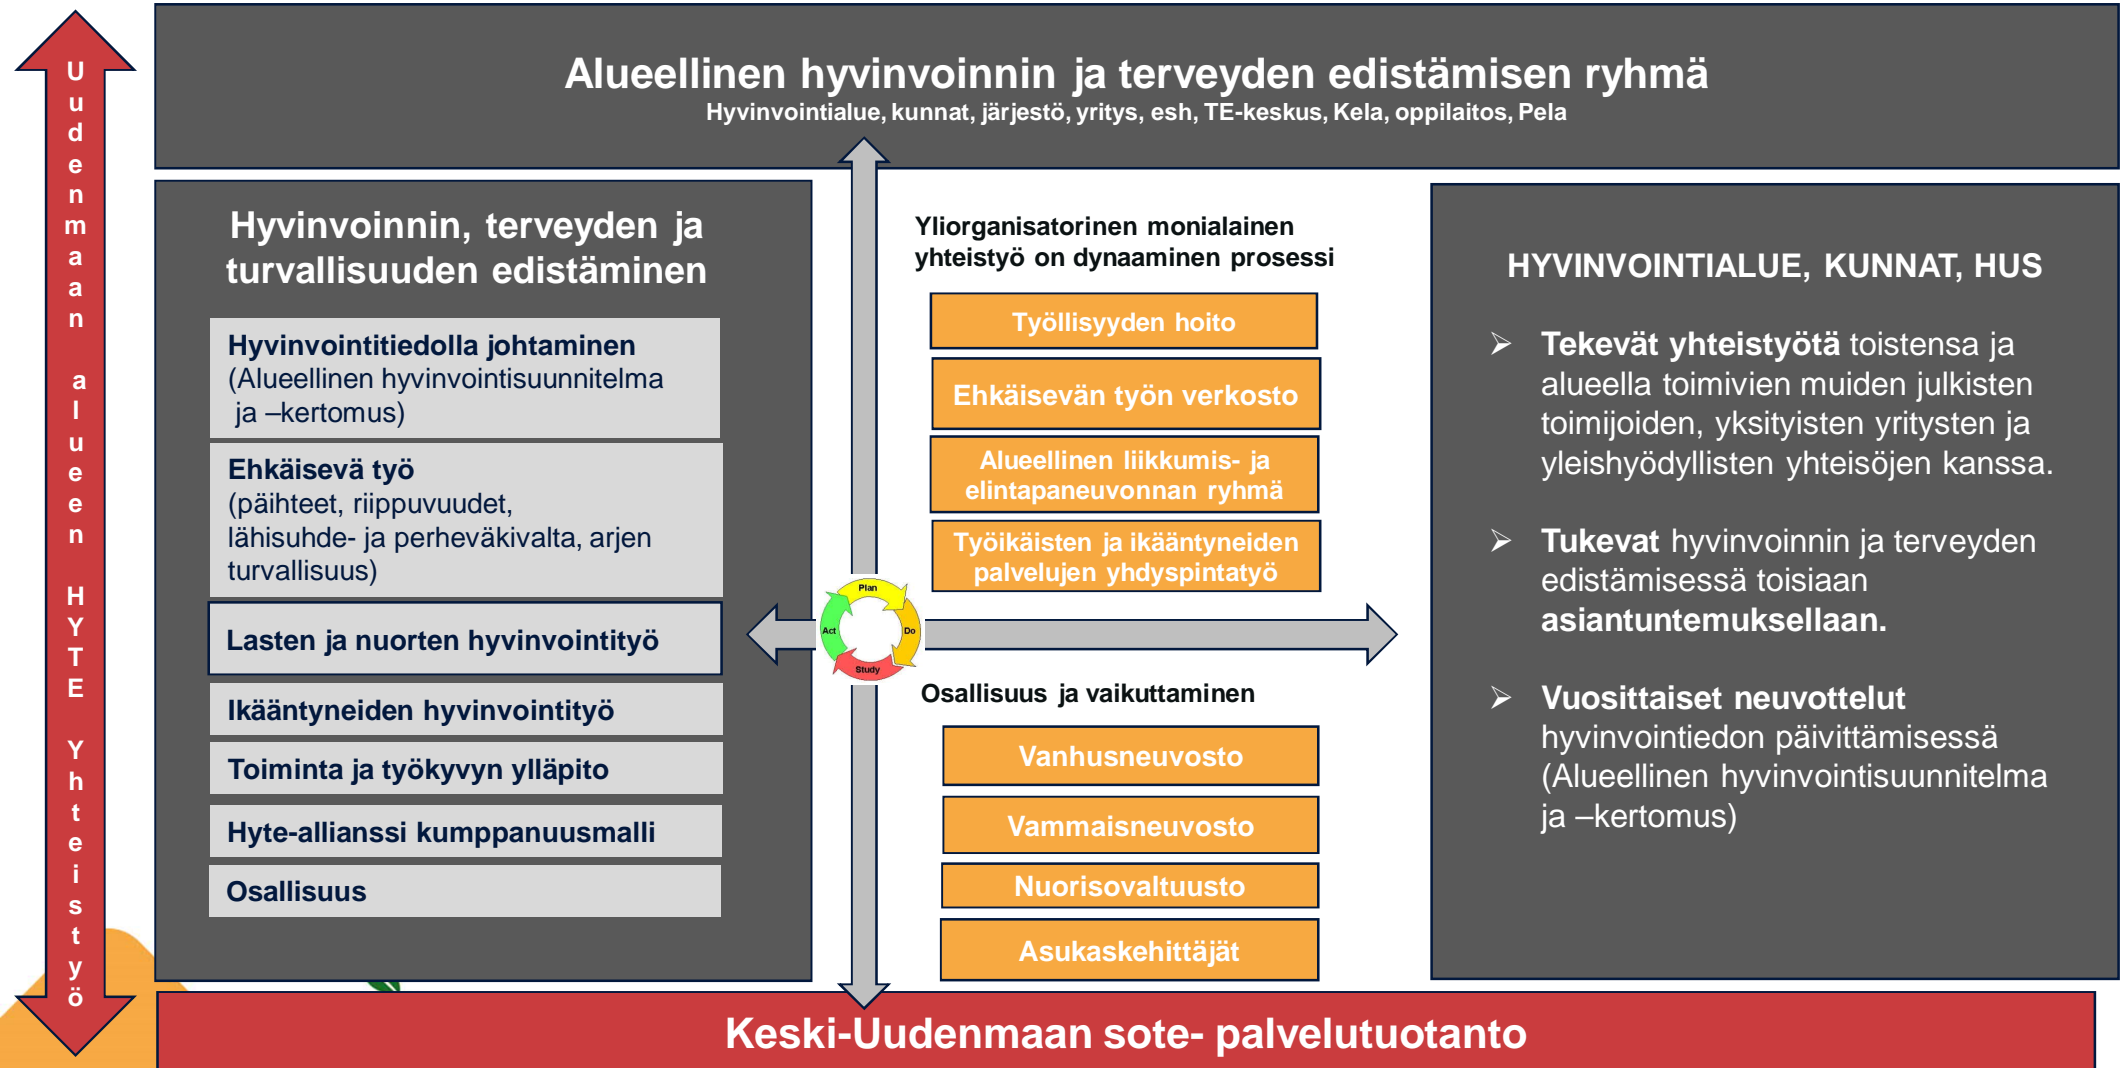 Uudenmaan alueen HYTE Yhteistyö
Alueellinen hyvinvoinnin ja terveyden edistämisen ryhmä
Hyvinvointialue, kunnat, järjestö, yritys, esh, TE-keskus, Kela, oppilaitos, Pela
Hyvinvoinnin, terveyden ja
turvallisuuden edistäminen
Hyvinvointitiedolla johtaminen
(Alueellinen hyvinvointisuunnitelma
ja –kertomus)
Ehkäisevä työ
(päihteet, riippuvuudet,
lähisuhde- ja perheväkivalta, arjen
turvallisuus)
Lasten ja nuorten hyvinvointityö
Ikääntyneiden hyvinvointityö
Toiminta ja työkyvyn ylläpito
Hyte-allianssi kumppanuusmalli
Osallisuus
Yliorganisatorinen monialainen
yhteistyö on dynaaminen prosessi
Työllisyyden hoito
Ehkäisevän työn verkosto
Alueellinen liikkumis- ja
elintapaneuvonnan ryhmä
Työikäisten ja ikääntyneiden
palvelujen yhdyspintatyö
Plan
Do
Study
Act
Osallisuus ja vaikuttaminen
Vanhusneuvosto
Vammaisneuvosto
Nuorisovaltuusto
Asukaskehittäjät
HYVINVOINTIALUE, KUNNAT, HUS
➢ Tekevät yhteistyötä toistensa ja
alueella toimivien muiden julkisten
toimijoiden, yksityisten yritysten ja
yleishyödyllisten yhteisöjen kanssa.
➢ Tukevat hyvinvoinnin ja terveyden
edistämisessä toisiaan
asiantuntemuksellaan.
➢ Vuosittaiset neuvottelut
hyvinvointiedon päivittämisessä
(Alueellinen hyvinvointisuunnitelma
ja –kertomus)
Keski-Uudenmaan sote- palvelutuotanto